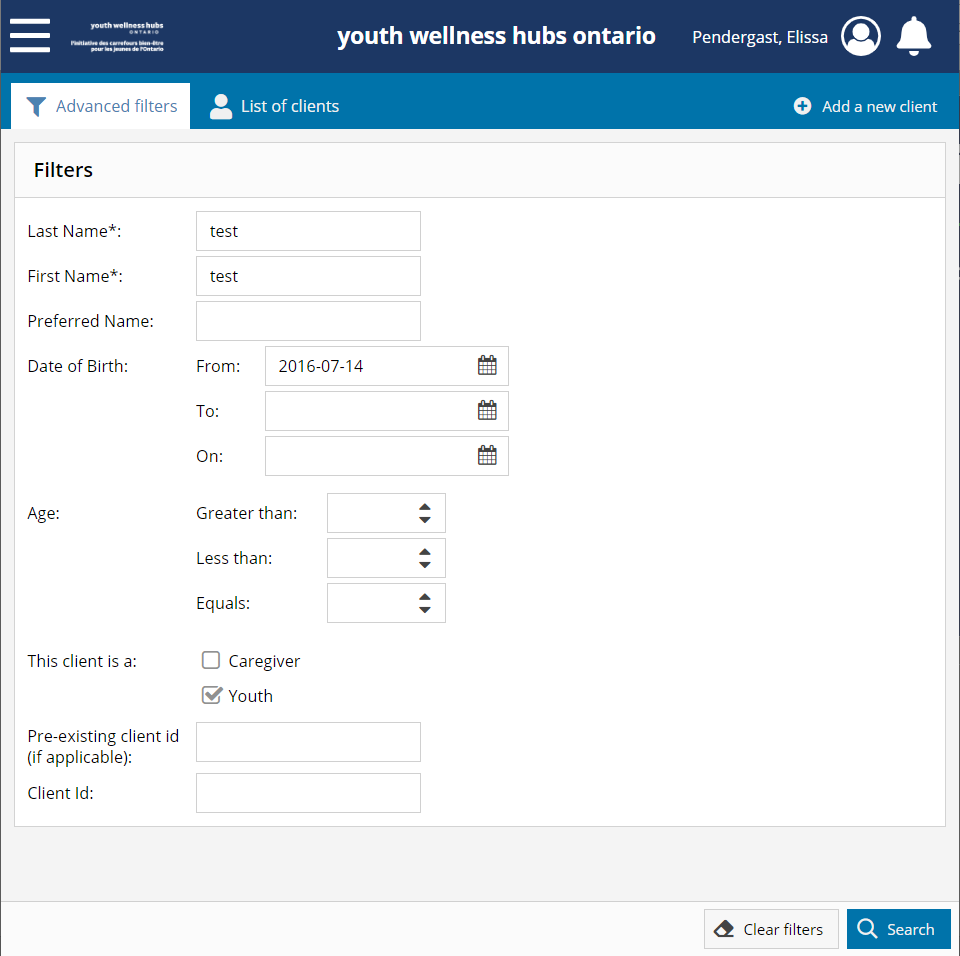 youth wellness hubs
ONTARIO
l'initiative des carrefours bien-être
pour les jeunes de l'Ontario
youth wellness hubs ontario
Pendergast, Elissa
Advanced filters
List of clients
Add a new client
Filters
Last Name*: test
First Name*: test
Preferred Name:
Date of Birth: From: 2016-07-14
To:
On:
Age: Greater than:
Less than:
Equals:
This client is a: Caregiver
Youth
Pre-existing client id
(if applicable):
Client Id:
Clear filters
Search